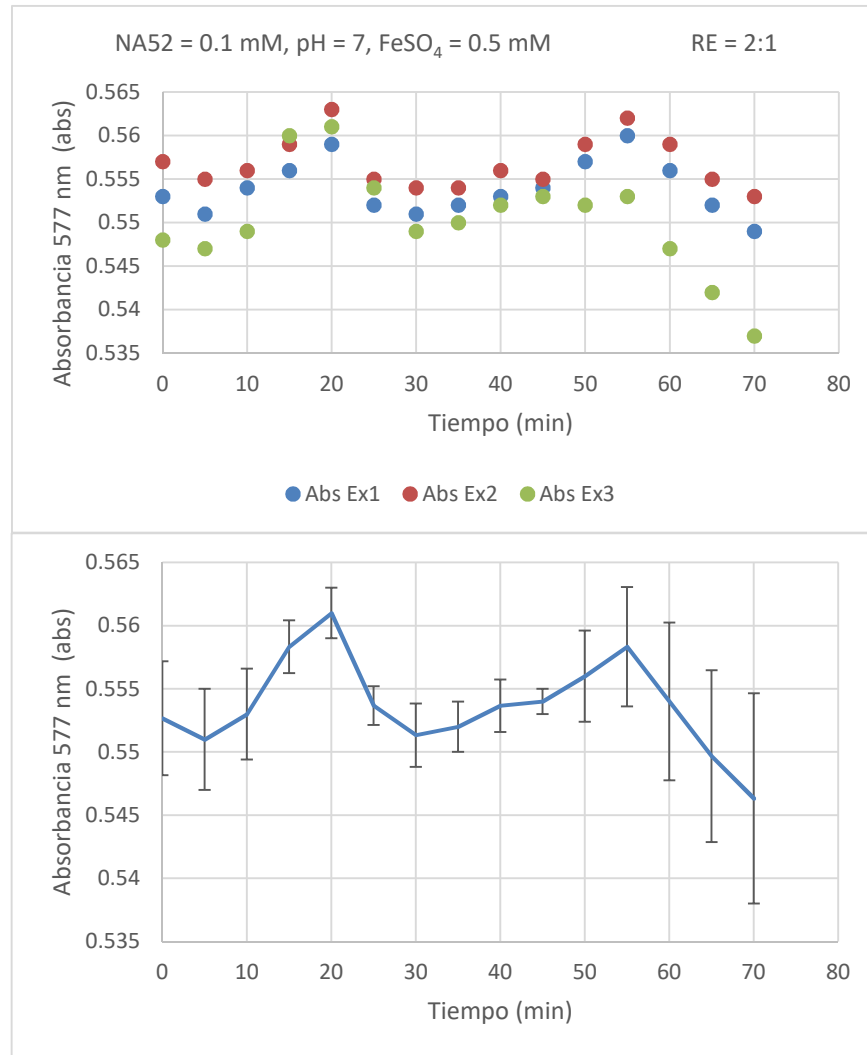 NA52 = 0.1 mM, pH = 7, FeSO₄ = 0.5 mM RE = 2:1
Absorbancia 577 nm (abs)
0.565
0.56
0.555
0.55
0.545
0.54
0.535
0 10 20 30 40 50 60 70 80
Tiempo (min)
Abs Ex1 Abs Ex2 Abs Ex3
Absorbancia 577 nm (abs)
0.565
0.56
0.555
0.55
0.545
0.54
0.535
0 10 20 30 40 50 60 70 80
Tiempo (min)